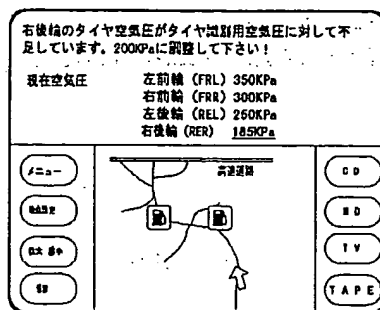 右後輪のタイヤ空気圧がタイヤ識別用空気圧に対して不
足しています。200KPaに調整して下さい！
現在空気圧
左前輪 (FRL) 350KPa
右前輪 (FRR) 300KPa
左後輪 (REL) 250KPa
右後輪 (RER) 185KPa
メニュー
高速道路
CD
MD
TV
TAPE